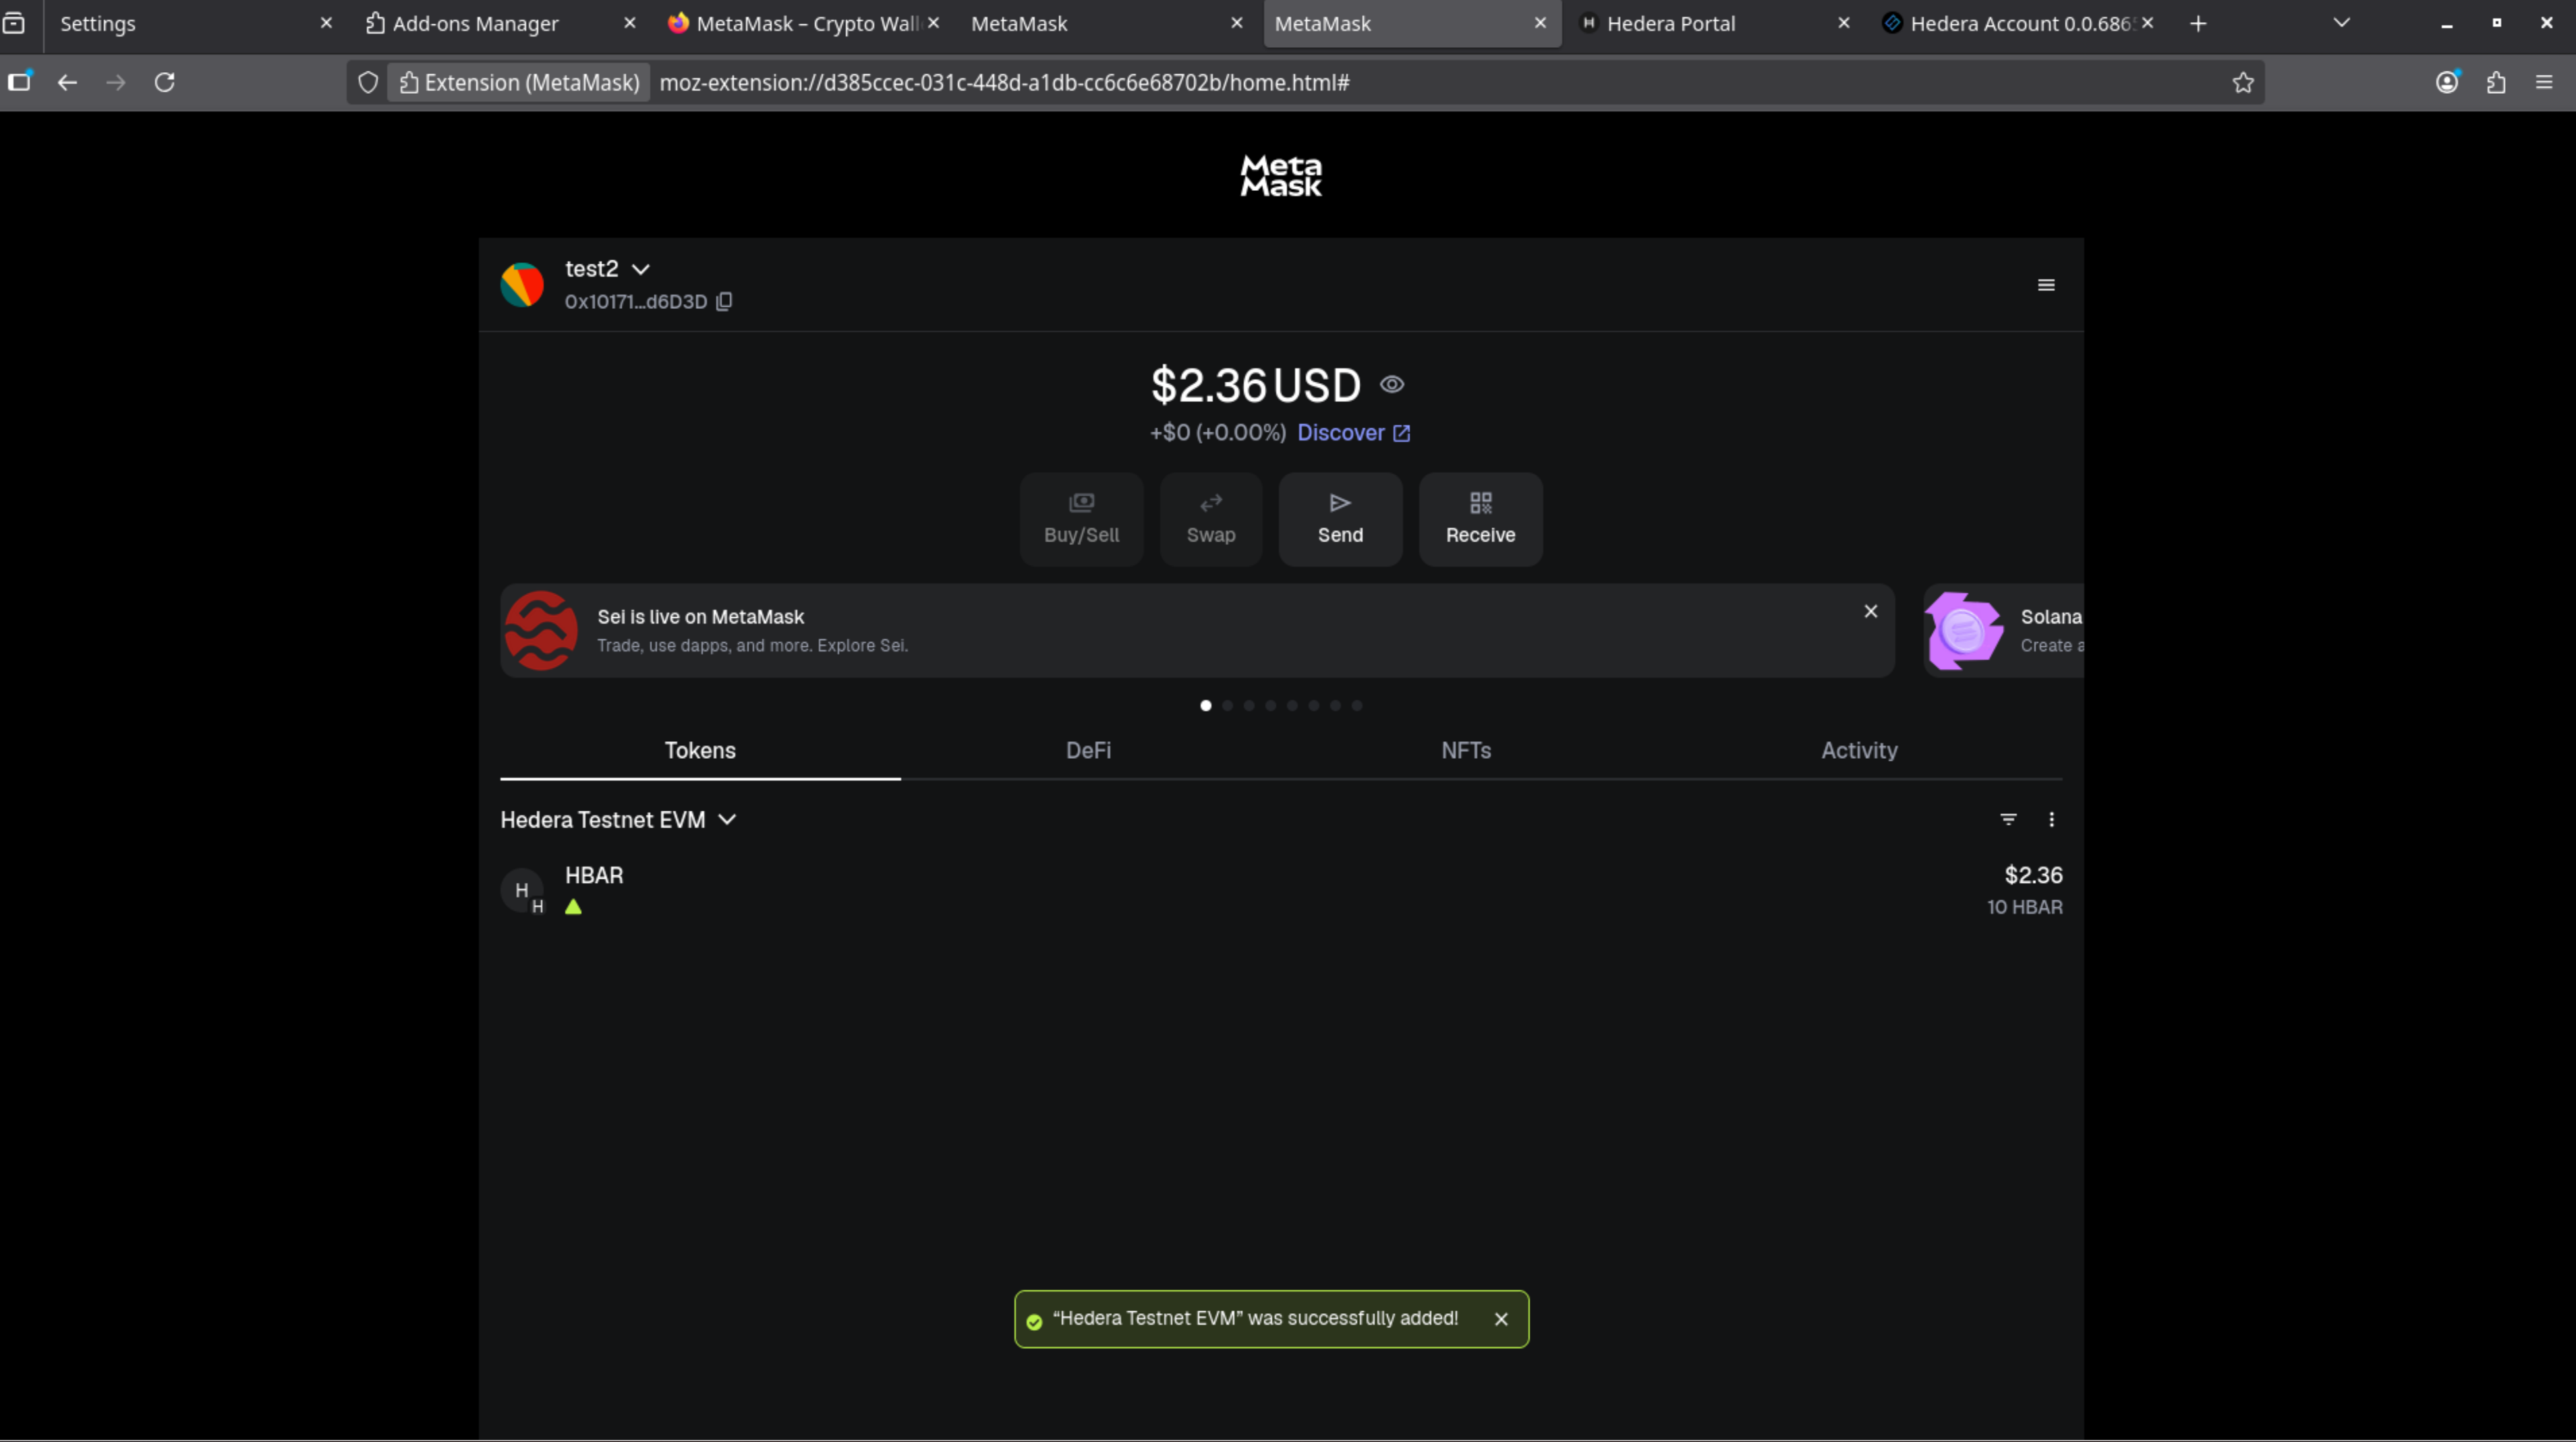 Settings
Add-ons Manager
MetaMask – Crypto Wall
MetaMask
MetaMask
Hedera Portal
Hedera Account 0.0.686
Extension (MetaMask)
moz-extension://d385ccec-031c-448d-a1db-cc6c6e68702b/home.html#
Meta
Mask
test2
0x10171...d6D3D
$2.36 USD
+$0 (+0.00%) Discover
Buy/Sell
Swap
Send
Receive
Sei is live on MetaMask
Trade, use dapps, and more. Explore Sei.
Solana
Create a
Tokens
DeFi
NFTs
Activity
Hedera Testnet EVM
H
H
HBAR
$2.36
10 HBAR
“Hedera Testnet EVM” was successfully added!